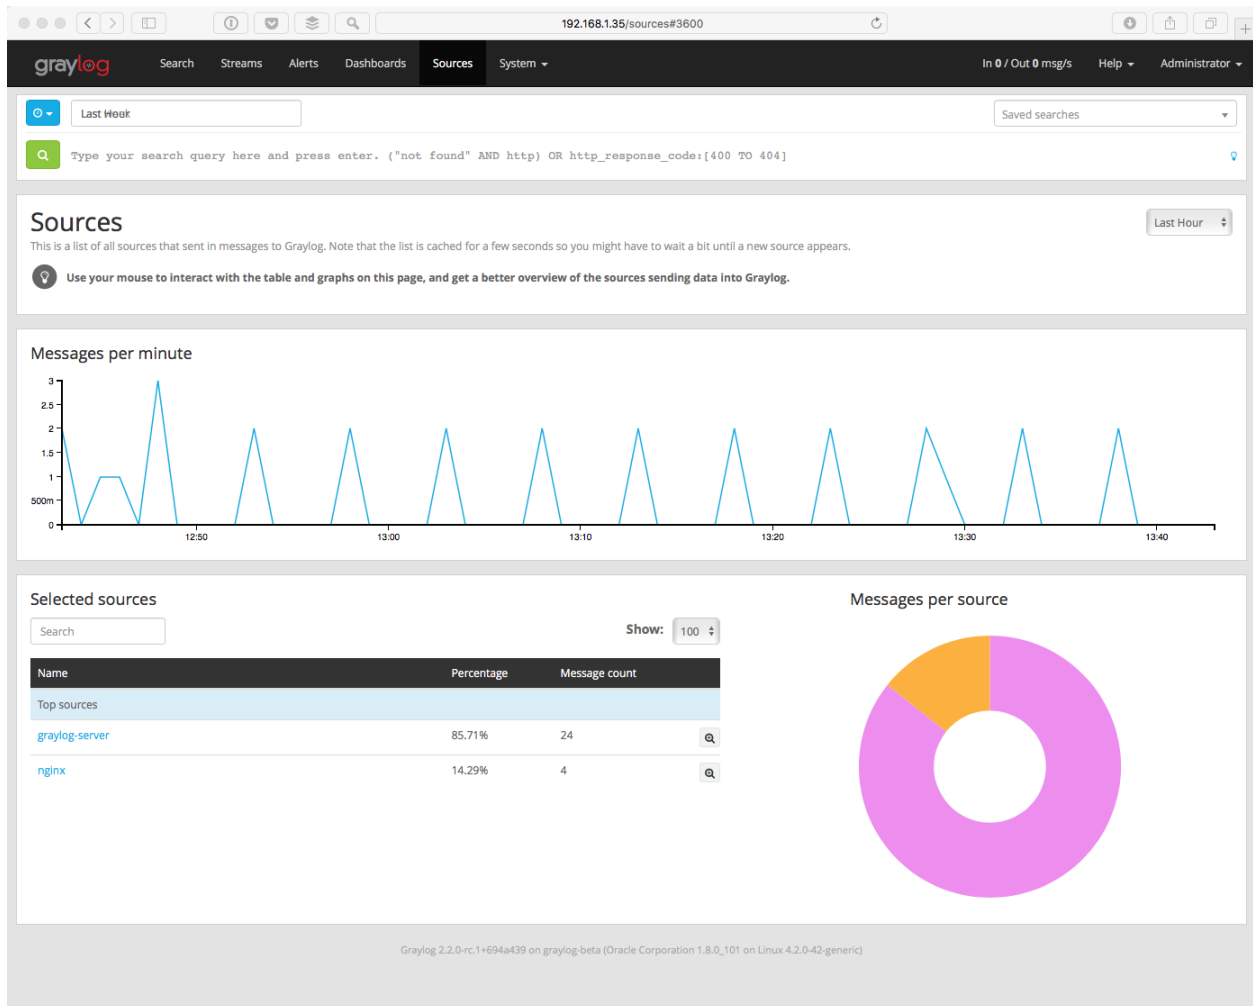 192.168.1.35/sources#3600
graylog
Search Streams Alerts Dashboards Sources System In 0 / Out 0 msg/s Help Administrator
Last
Saved searches
Type your search query here and press enter. ("not found" AND http) OR http_response_code:[400 TO 404]
Sources
Last Hour
This is a list of all sources that sent in messages to Graylog. Note that the list is cached for a few seconds so you might have to wait a bit until a new source appears.
Use your mouse to interact with the table and graphs on this page, and get a better overview of the sources sending data into Graylog.
Messages per minute
3
2.5
2
1.5
1
500m
0
12:50 13:00 13:10 13:20 13:30 13:40
Selected sources
Search
Show: 100
Name Percentage Message count
Top sources
graylog-server 85.71% 24
nginx 14.29% 4
Messages per source
Graylog 2.2.0-rc.1+694a439 on graylog-beta (Oracle Corporation 1.8.0_101 on Linux 4.2.0-42-generic)